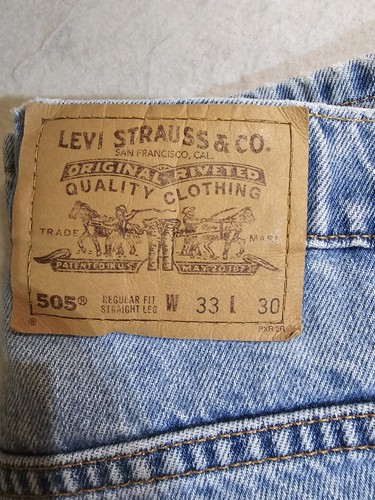 LEVI STRAUSS & CO.
SAN FRANCISCO, CAL.
ORIGINAL RIVETED
QUALITY CLOTHING
TRADE MARK
PATENTED IN U.S. MAY 20 1873
505® REGULAR FIT W 33 L 30
STRAIGHT LEG
®